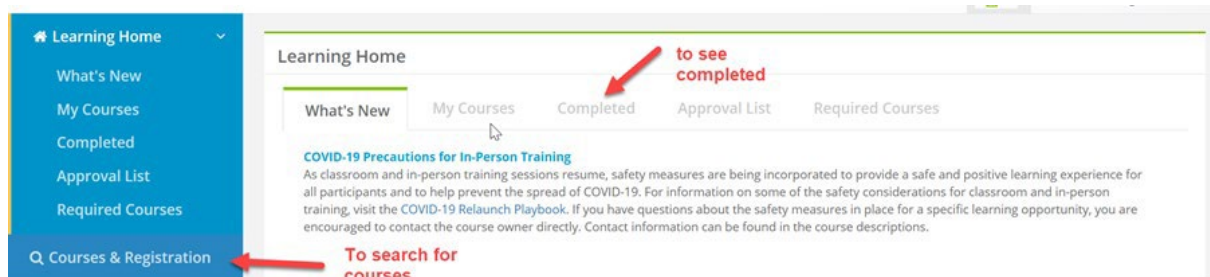 Learning Home
What's New
My Courses
Completed
Approval List
Required Courses
Courses & Registration
Learning Home
to see
completed
What's New My Courses Completed Approval List Required Courses
COVID-19 Precautions for In-Person Training
As classroom and in-person training sessions resume, safety measures are being incorporated to provide a safe and positive learning experience for
all participants and to help prevent the spread of COVID-19. For information on some of the safety considerations for classroom and in-person
training, visit the COVID-19 Relaunch Playbook. If you have questions about the safety measures in place for a specific learning opportunity, you are
encouraged to contact the course owner directly. Contact information can be found in the course descriptions.
To search for
courses